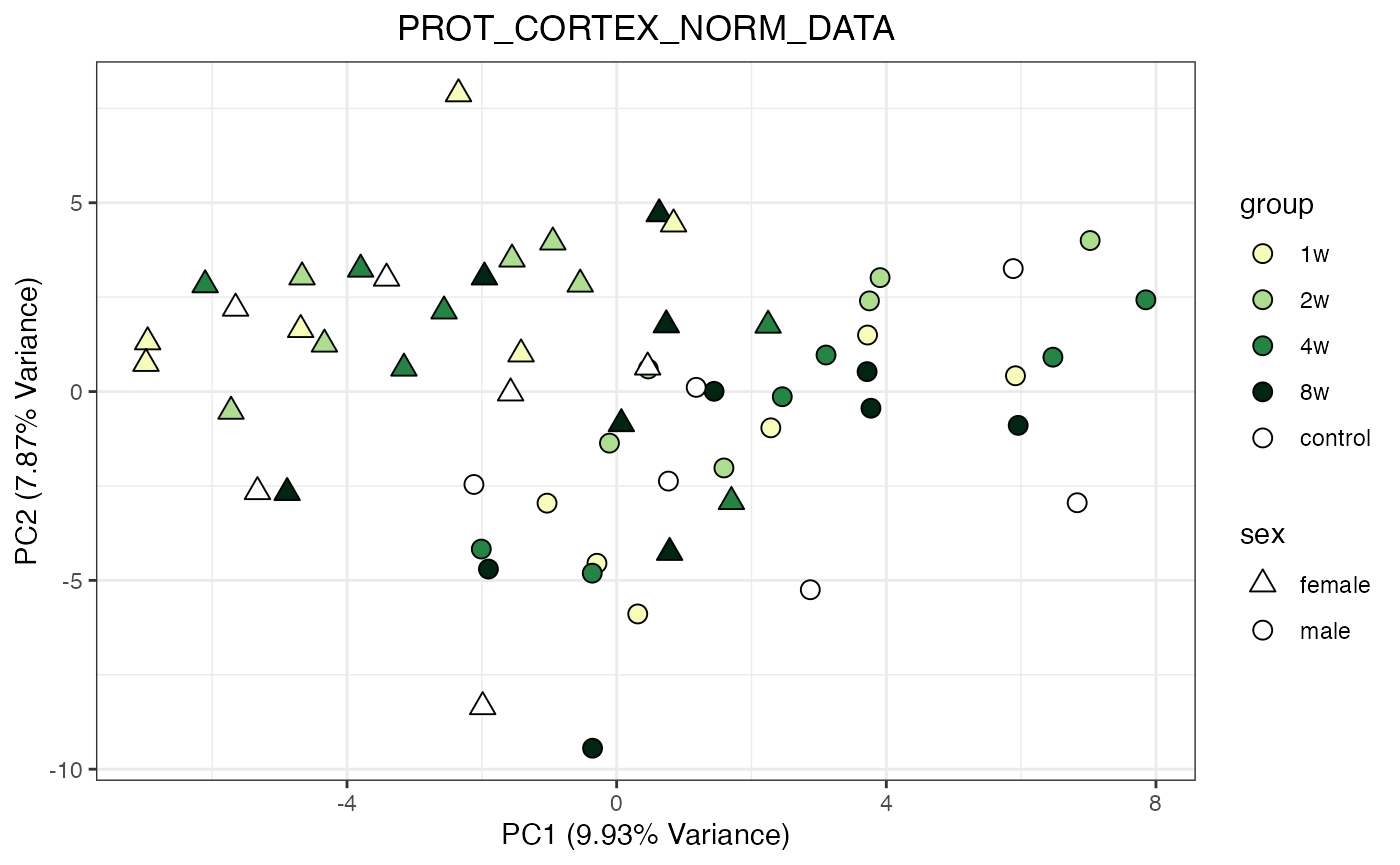 PROT_CORTEX_NORM_DATA
PC2 (7.87% Variance)
5
0
-5
-10
-4
0
4
8
PC1 (9.93% Variance)
group
1w
2w
4w
8w
control
sex
female
male